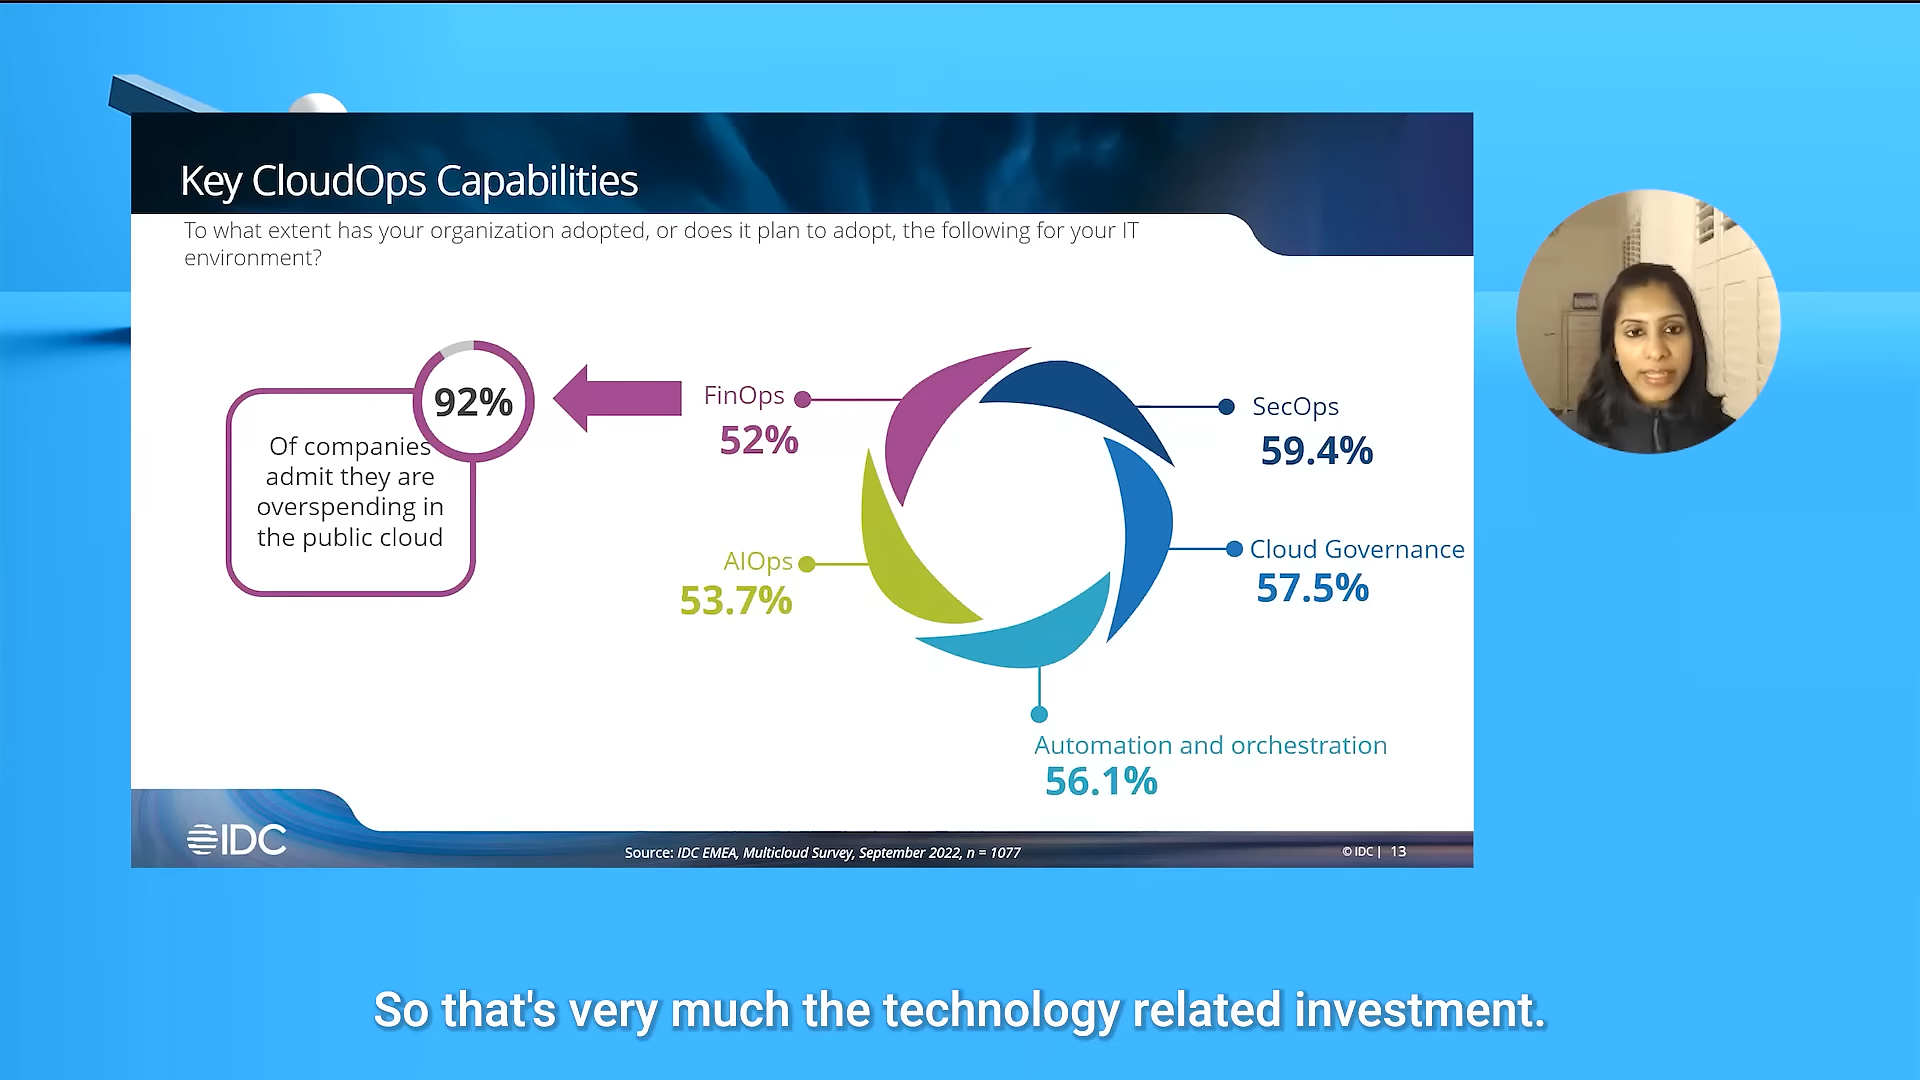 Key CloudOps Capabilities
To what extent has your organization adopted, or does it plan to adopt, the following for your IT
environment?
92%
Of companies
admit they are
overspending in
the public cloud
FinOps
52%
SecOps
59.4%
AIOps
53.7%
Cloud Governance
57.5%
Automation and orchestration
56.1%
IDC
Source: IDC EMEA, Multicloud Survey, September 2022, n = 1077
© IDC | 13
So that's very much the technology related investment.